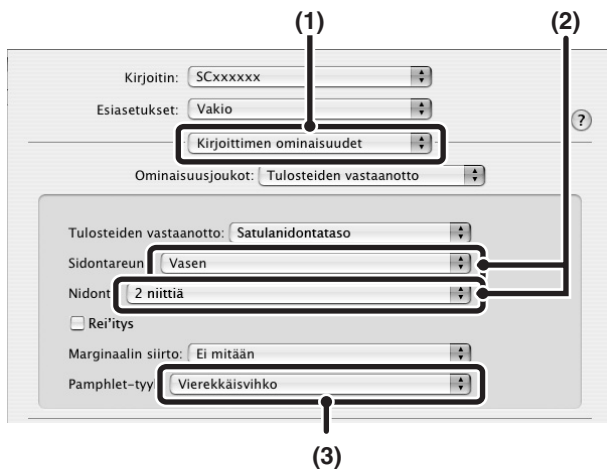 (1) (2)
Kirjoitin: SCxxxxxx
Esiasetukset: Vakio
?
Kirjoittimen ominaisuudet
Ominaisuusjoukot: Tulosteiden vastaanotto
Tulosteiden vastaanotto: Satulanidontataso
Sidontareun Vasen
Nidont 2 niittiä
Rei'itys
Marginaalin siirto: Ei mitään
Pamphlet-tyyl Vierekkäisvihko
(3)